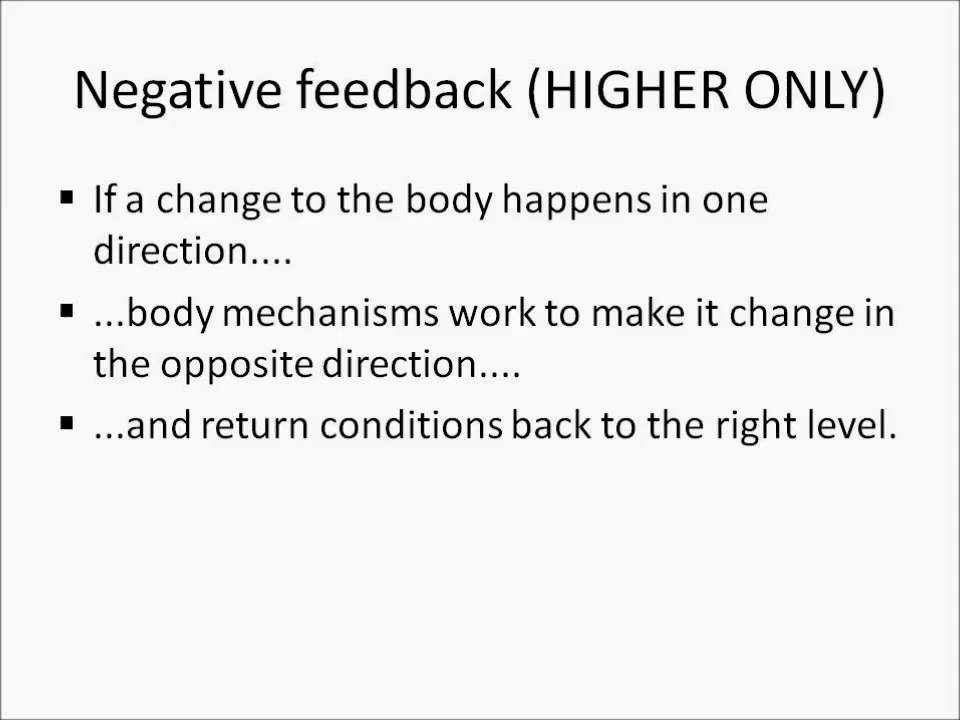 Negative feedback (HIGHER ONLY)
▪ If a change to the body happens in one
direction....
▪ ...body mechanisms work to make it change in
the opposite direction....
▪ ...and return conditions back to the right level.